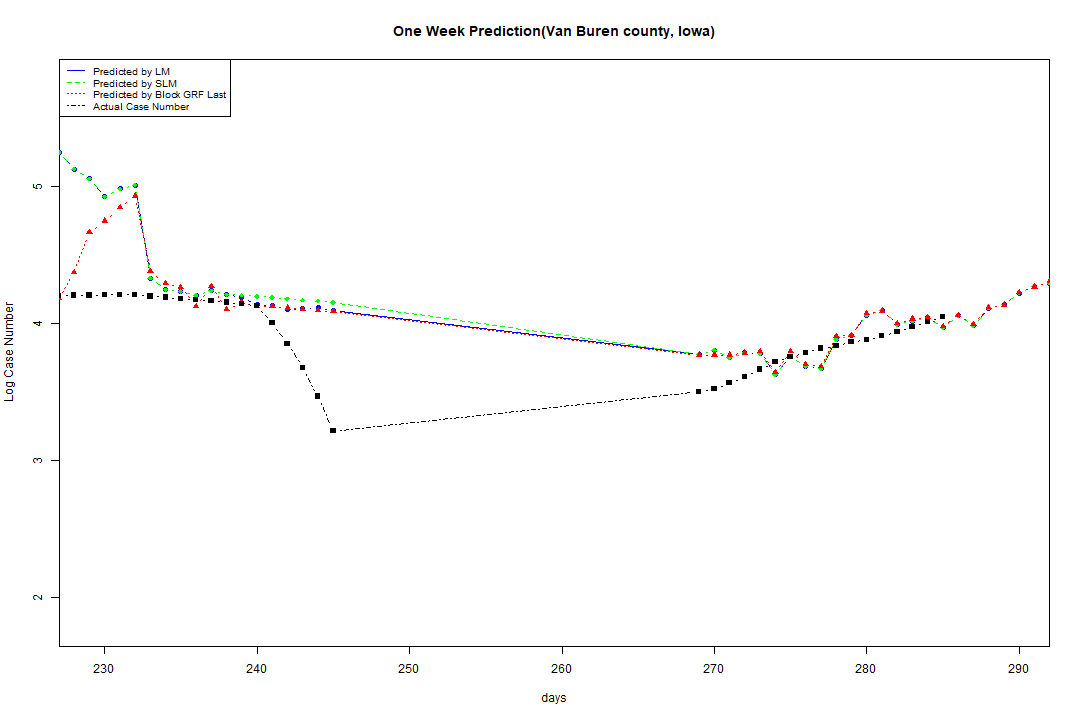 One Week Prediction(Van Buren county, Iowa)
Predicted by LM
Predicted by SLM
Predicted by Block GRF Last
Actual Case Number
5
4
3
2
Log Case Number
230 240 250 260 270 280 290
days